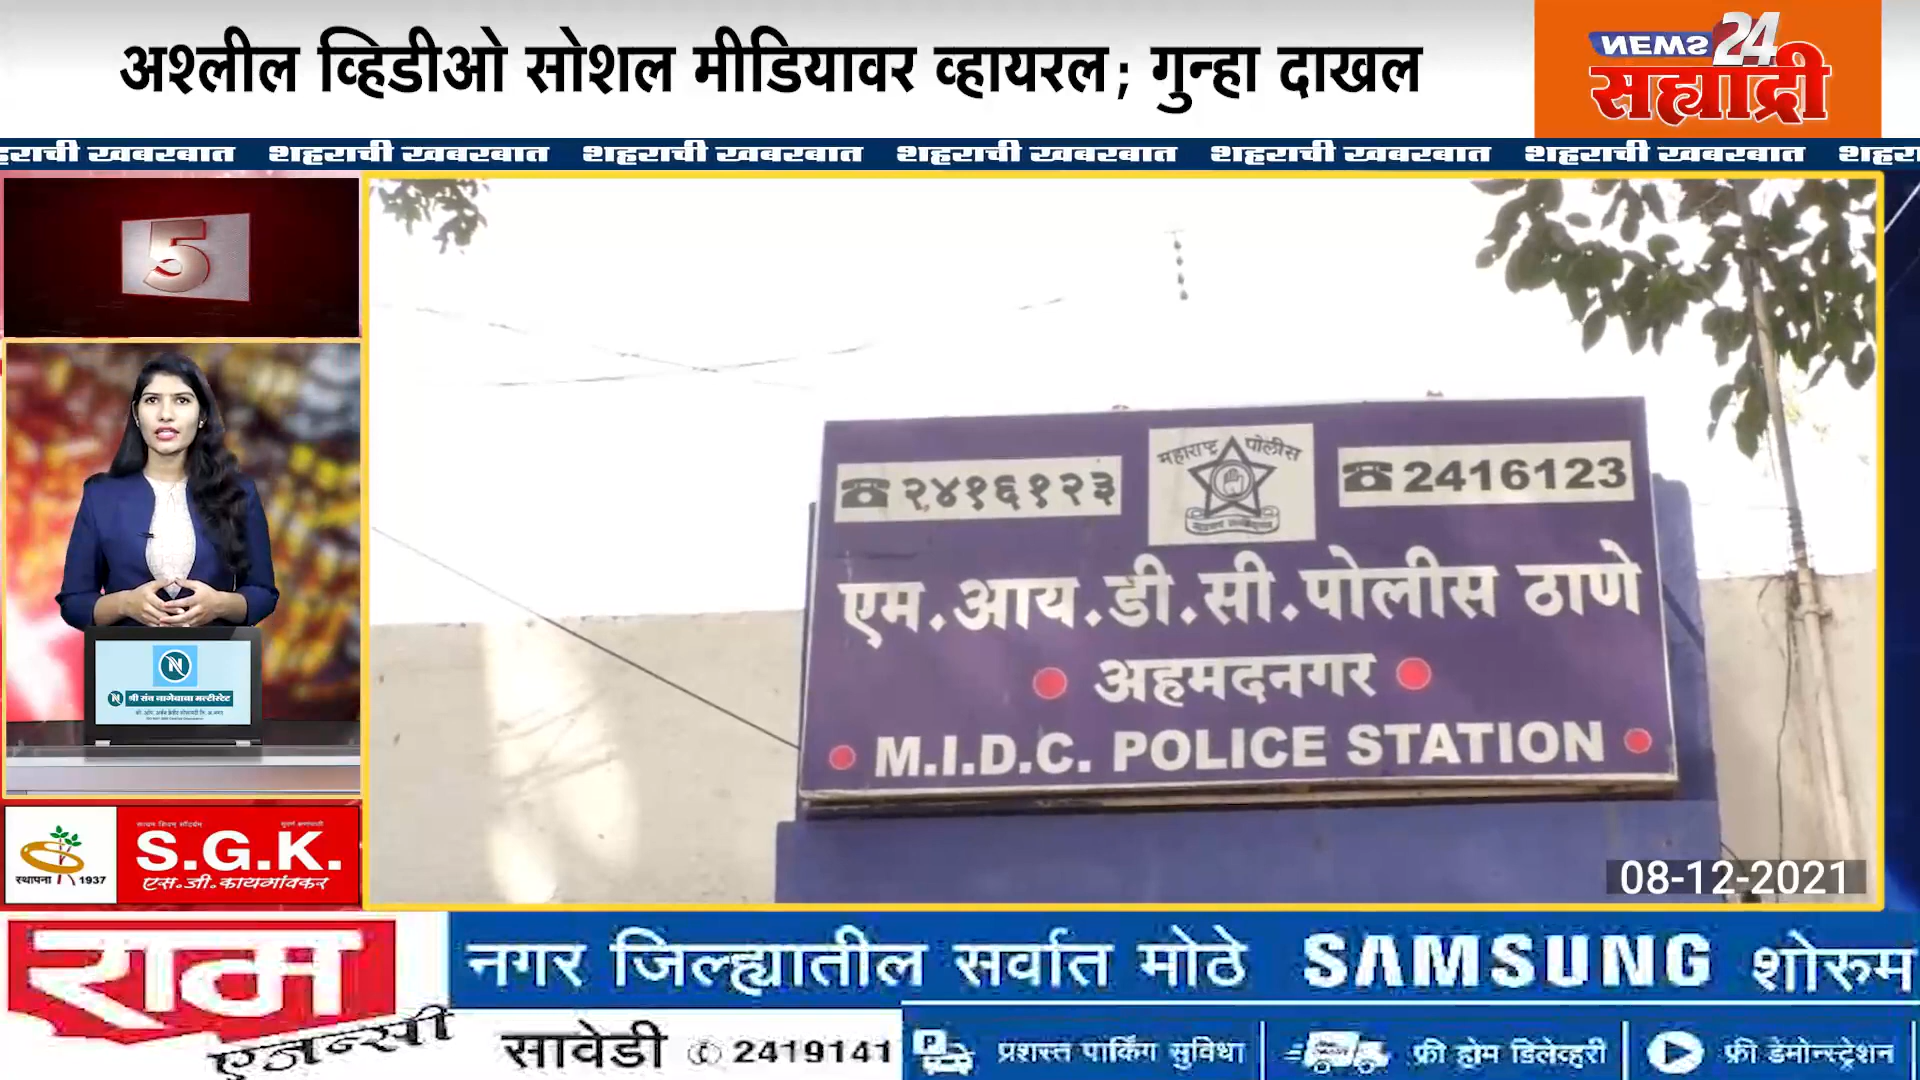 अश्लील व्हिडीओ सोशल मीडियावर व्हायरल; गुन्हा दाखल
NEWS 24
सह्याद्री
शहराची खबरबात शहराची खबरबात शहराची खबरबात शहराची खबरबात शहराची खबरबात
5
महाराष्ट्र पोलीस
☎ २४१६१२३
☎ 2416123
एम.आय.डी.सी.पोलीस ठाणे
अहमदनगर
M.I.D.C. POLICE STATION
08-12-2021
N
श्री संत नागेबाबा मल्टीस्टेट
स्थापना 1937
S.G.K.
एस.जी.कायगांवकर
राम
एजन्सी
नगर जिल्ह्यातील सर्वात मोठे SAMSUNG शोरुम
सावेडी ✆ 2419141
P प्रशस्त पार्किंग सुविधा
फ्री होम डिलेव्हरी
फ्री डेमोन्स्ट्रेशन